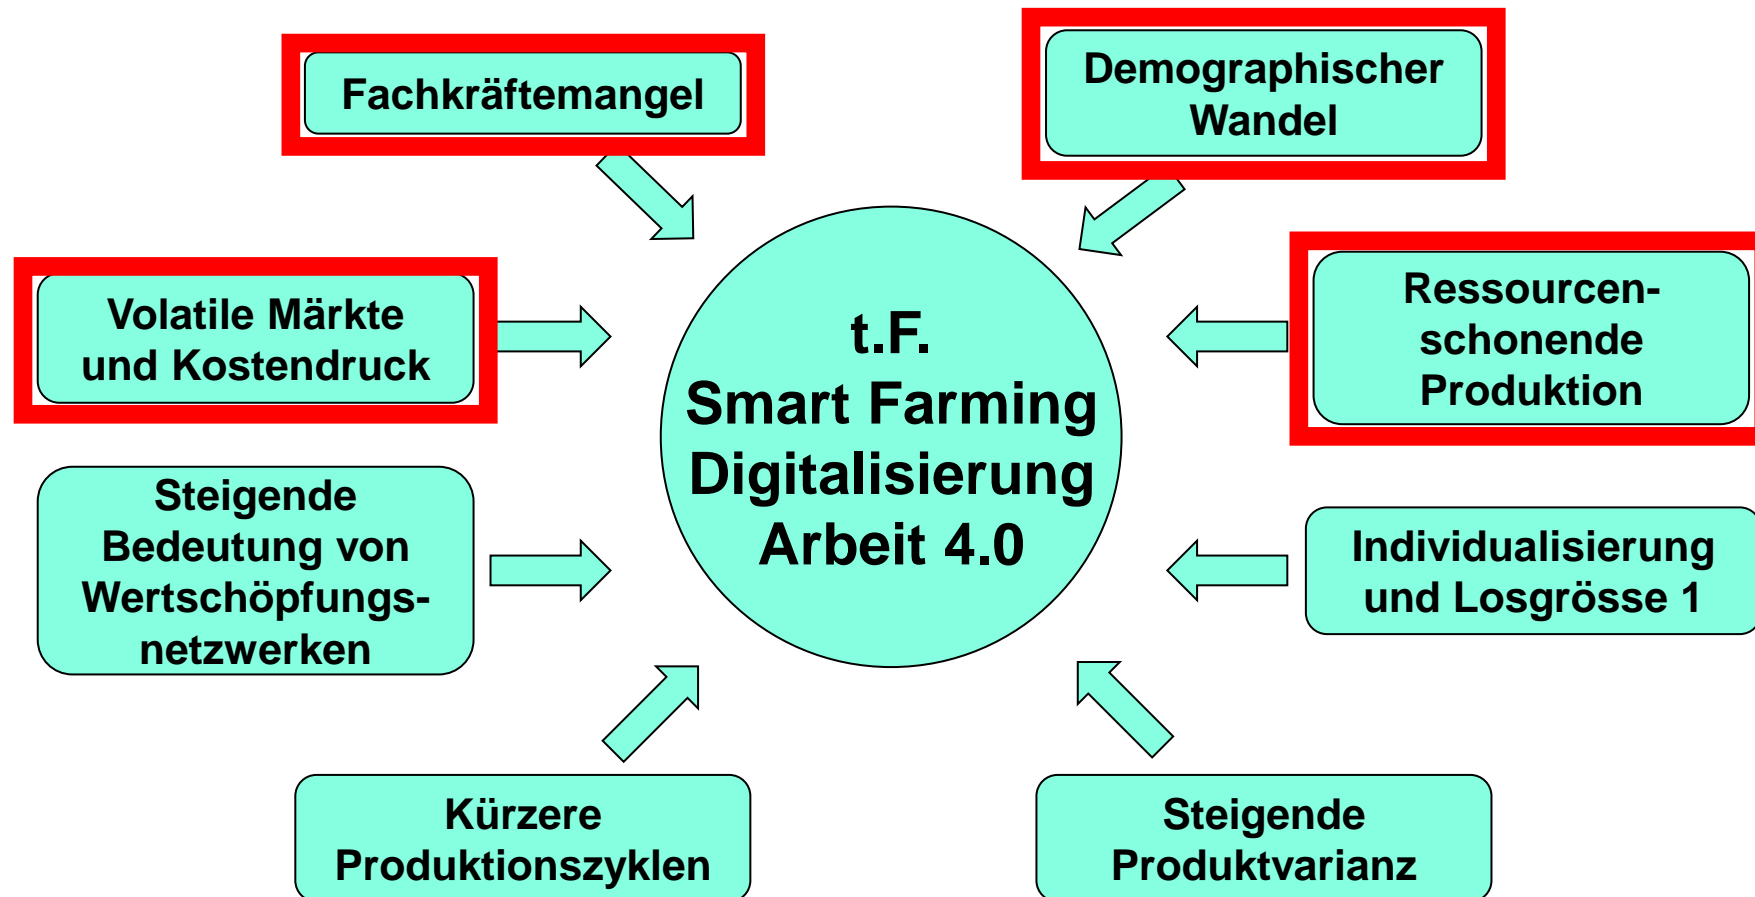 Fachkräftemangel
Demographischer
Wandel
Volatile Märkte
und Kostendruck
t.F.
Smart Farming
Digitalisierung
Arbeit 4.0
Ressourcen-
schonende
Produktion
Steigende
Bedeutung von
Wertschöpfungs-
netzwerken
Individualisierung
und Losgrösse 1
Kürzere
Produktionszyklen
Steigende
Produktvarianz